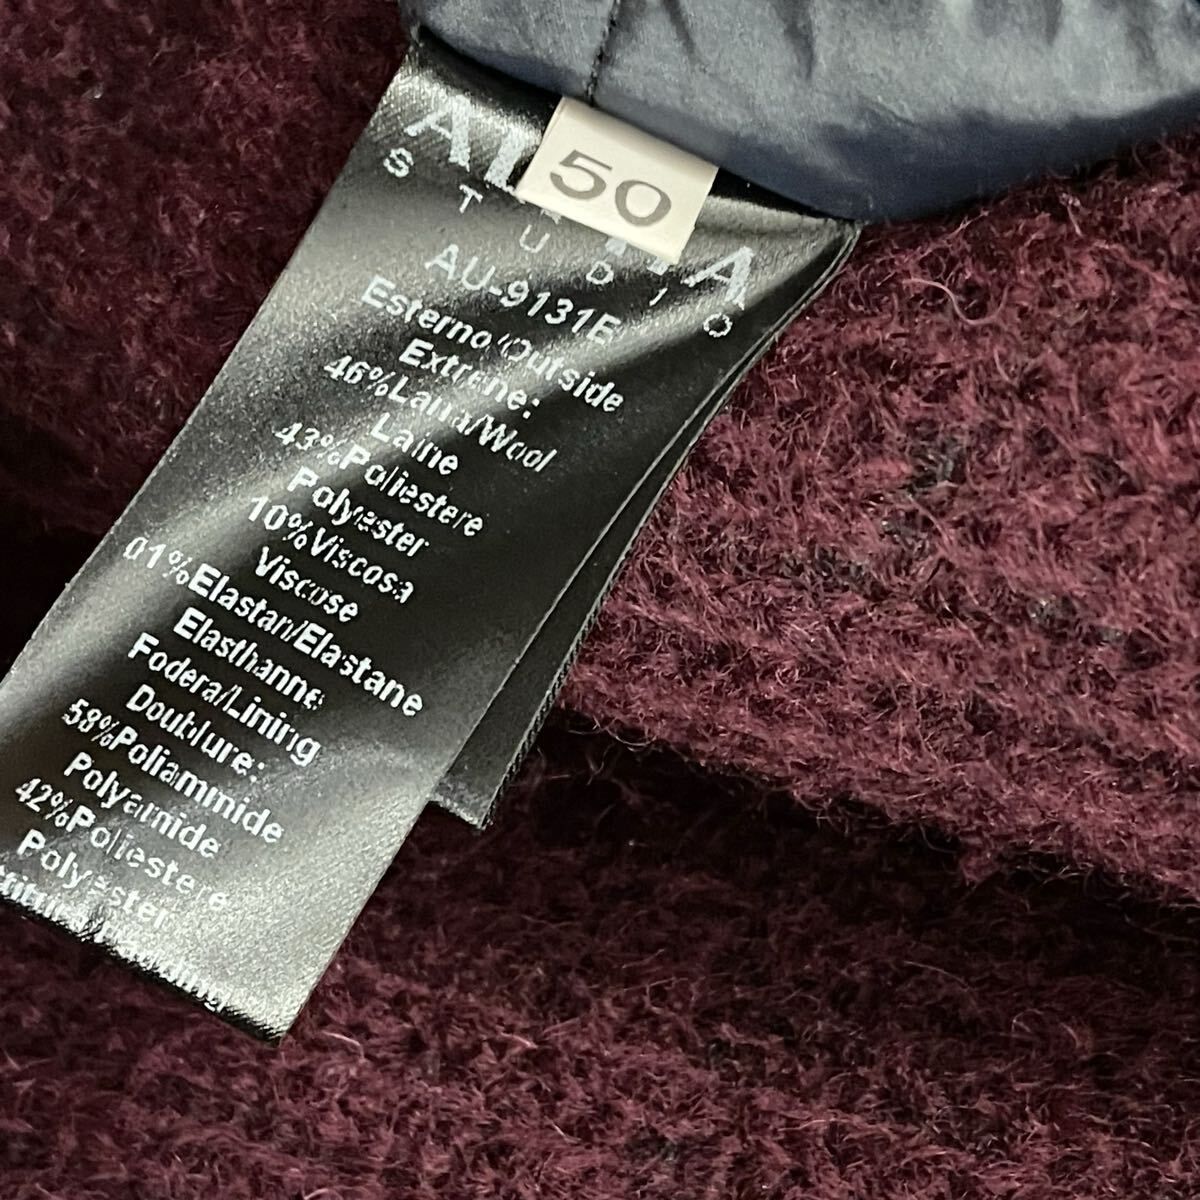 50
STUDIO
AU-9131E
Esterno/Outside
Extreme:
46%Lana/Wool
Laine
43%Poliestere
Polyester
10%Viscosa
Viscose
01%Elastan/Elastane
Elasthanne
Fodera/Lining
Doublure:
58%Poliammide
Polyamide
42%Poliestere
Polyester